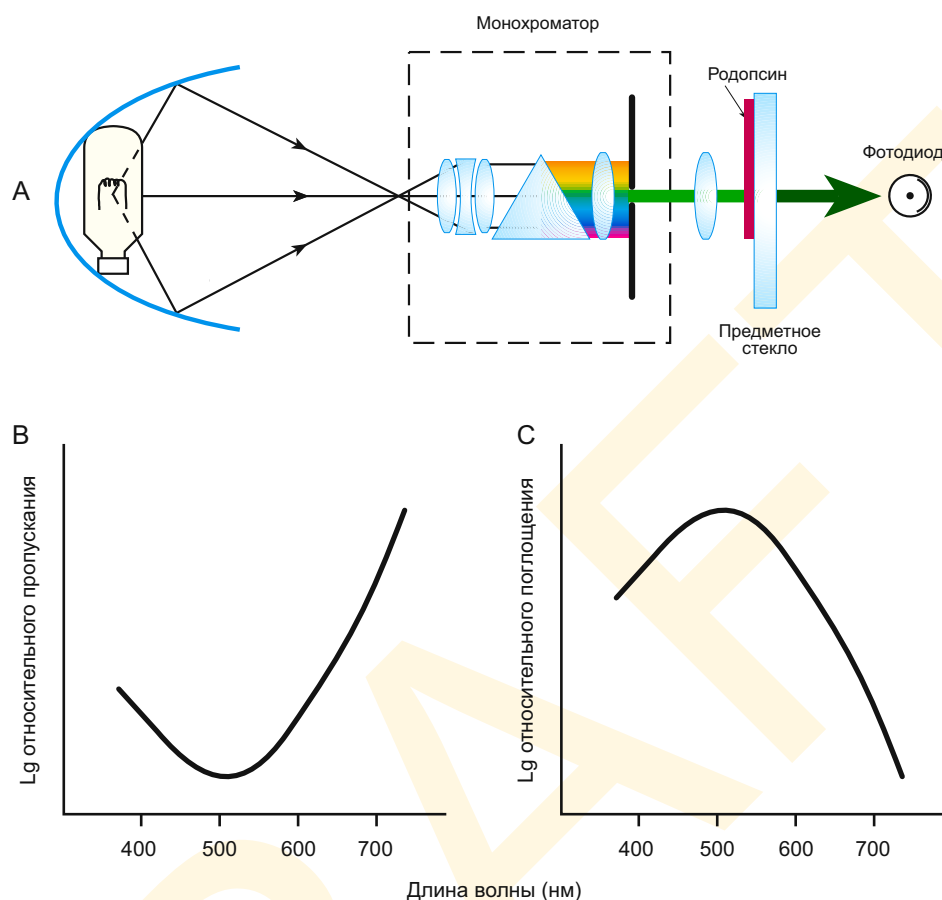 Монохроматор
Родопсин
Фотодиод
A
Предметное
стекло
B
C
Lg относительного пропускания
Lg относительного поглощения
400 500 600 700
400 500 600 700
Длина волны (нм)